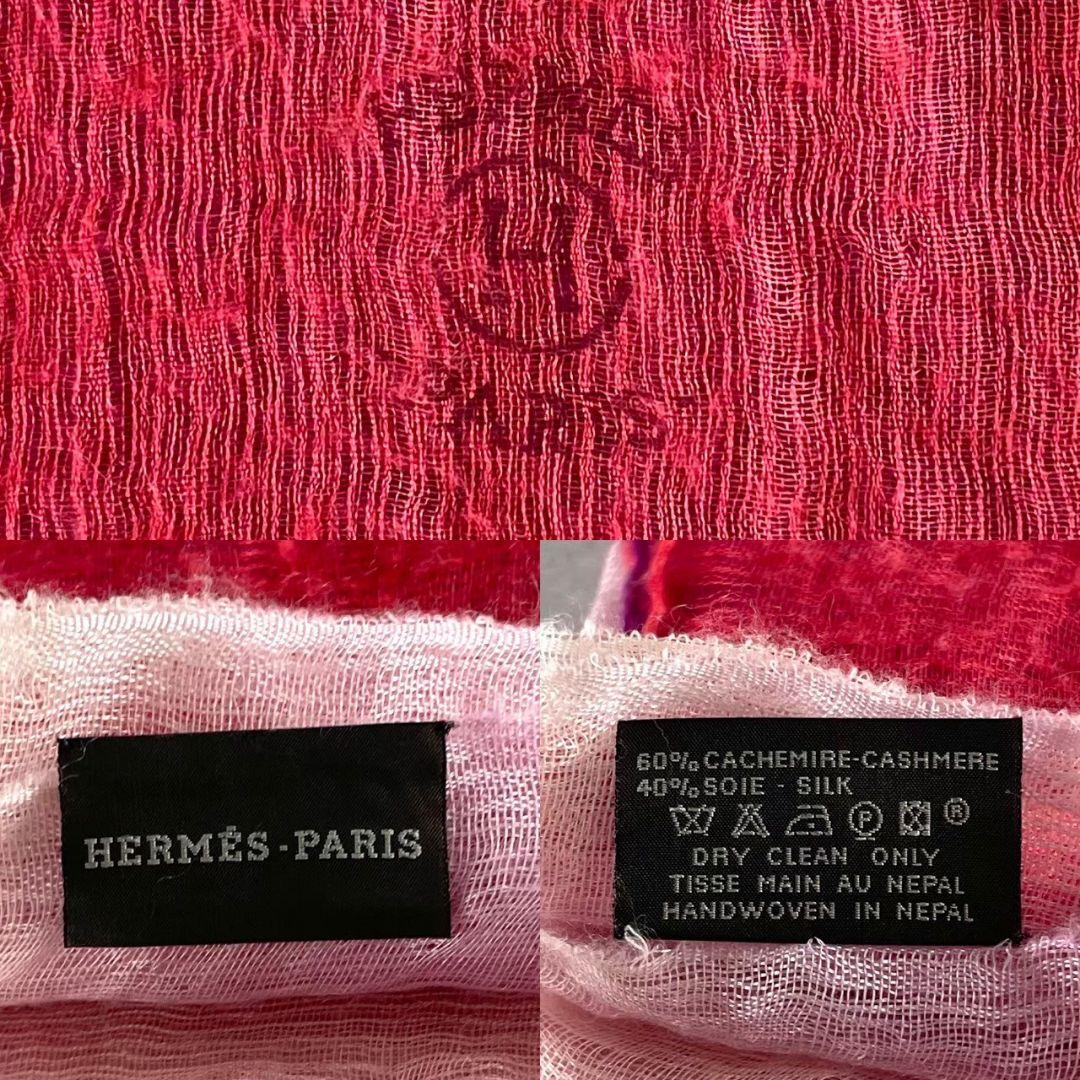 H
PARIS
HERMÈS-PARIS
60% CACHEMIRE-CASHMERE
40% SOIE - SILK
P ®
DRY CLEAN ONLY
TISSE MAIN AU NEPAL
HANDWOVEN IN NEPAL